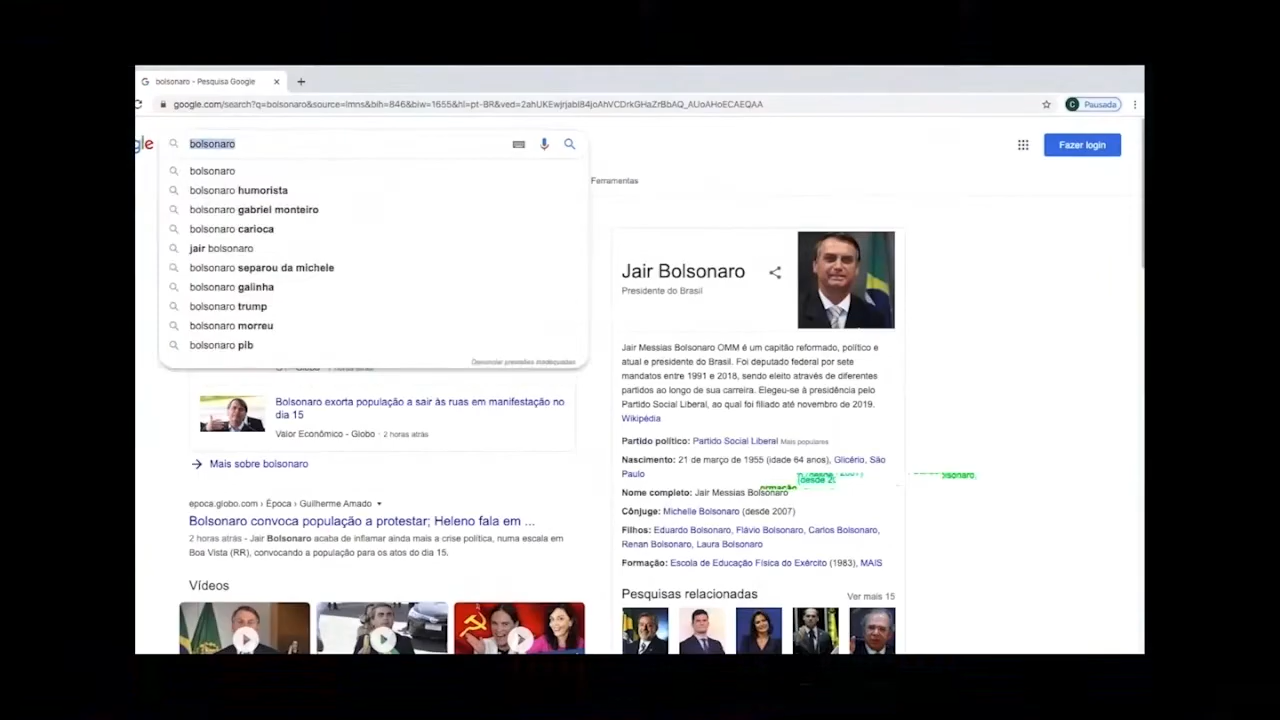 bolsonaro - Pesquisa Google
google.com/search?q=bolsonaro&source=lmns&bih=846&biw=1655&hl=pt-BR&ved=2ahUKEwjrjabl84joAhVCDrkGHaZrBbAQ_AUoAHoECAEQAA
Pausada
gle
bolsonaro
Fazer login
bolsonaro
bolsonaro humorista
bolsonaro gabriel monteiro
bolsonaro carioca
jair bolsonaro
bolsonaro separou da michele
bolsonaro galinha
bolsonaro trump
bolsonaro morreu
bolsonaro pib
Denunciar previsões inadequadas
Ferramentas
Bolsonaro exorta população a sair às ruas em manifestação no
dia 15
Valor Econômico - Globo · 2 horas atrás
Mais sobre bolsonaro
epoca.globo.com › Época › Guilherme Amado
Bolsonaro convoca população a protestar; Heleno fala em ...
2 horas atrás - Jair Bolsonaro acaba de inflamar ainda mais a crise política, numa escala em
Boa Vista (RR), convocando a população para os atos do dia 15.
Vídeos
Jair Bolsonaro
Presidente do Brasil
Jair Messias Bolsonaro OMM é um capitão reformado, político e
atual e presidente do Brasil. Foi deputado federal por sete
mandatos entre 1991 e 2018, sendo eleito através de diferentes
partidos ao longo de sua carreira. Elegeu-se à presidência pelo
Partido Social Liberal, ao qual foi filiado até novembro de 2019.
Wikipédia
Partido político: Partido Social Liberal Mais populares
Nascimento: 21 de março de 1955 (idade 64 anos), Glicério, São
Paulo
Nome completo: Jair Messias Bolsonaro
Cônjuge: Michelle Bolsonaro (desde 2007)
Filhos: Eduardo Bolsonaro, Flávio Bolsonaro, Carlos Bolsonaro,
Renan Bolsonaro, Laura Bolsonaro
Formação: Escola de Educação Física do Exército (1983), MAIS
Pesquisas relacionadas
Ver mais 15